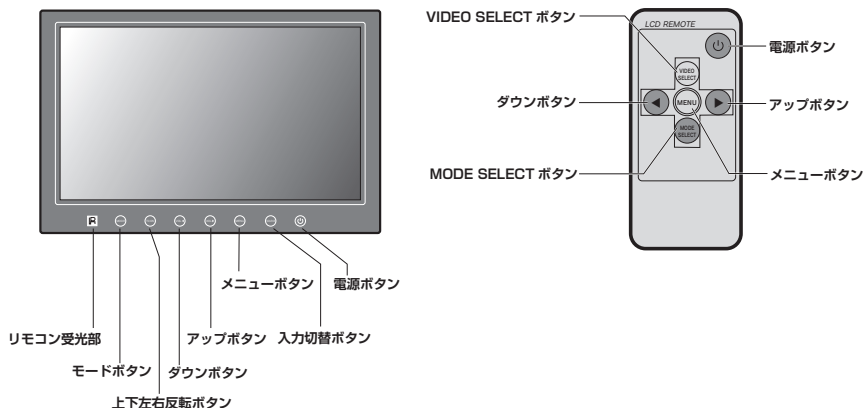 メニューボタン
電源ボタン
リモコン受光部
アップボタン
入力切替ボタン
モードボタン
ダウンボタン
上下左右反転ボタン
VIDEO SELECT ボタン
LCD REMOTE
電源ボタン
VIDEO
SELECT
ダウンボタン
MENU
アップボタン
MODE
SELECT
MODE SELECT ボタン
メニューボタン